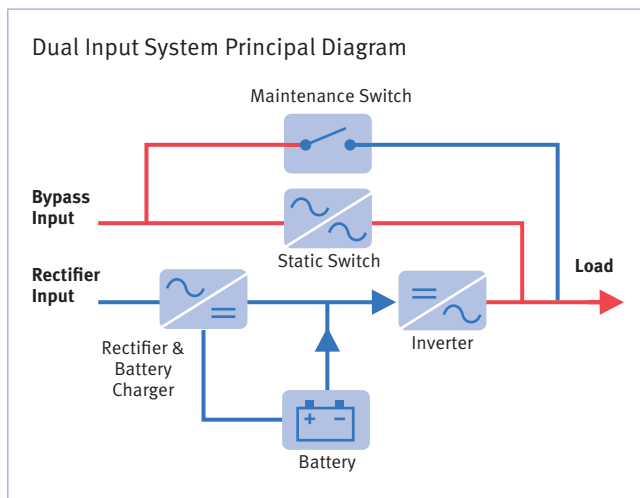 Dual Input System Principal Diagram
Maintenance Switch
Bypass
Input
Static Switch
Rectifier
Input
Load
Rectifier &
Battery
Charger
Inverter
+ −
Battery